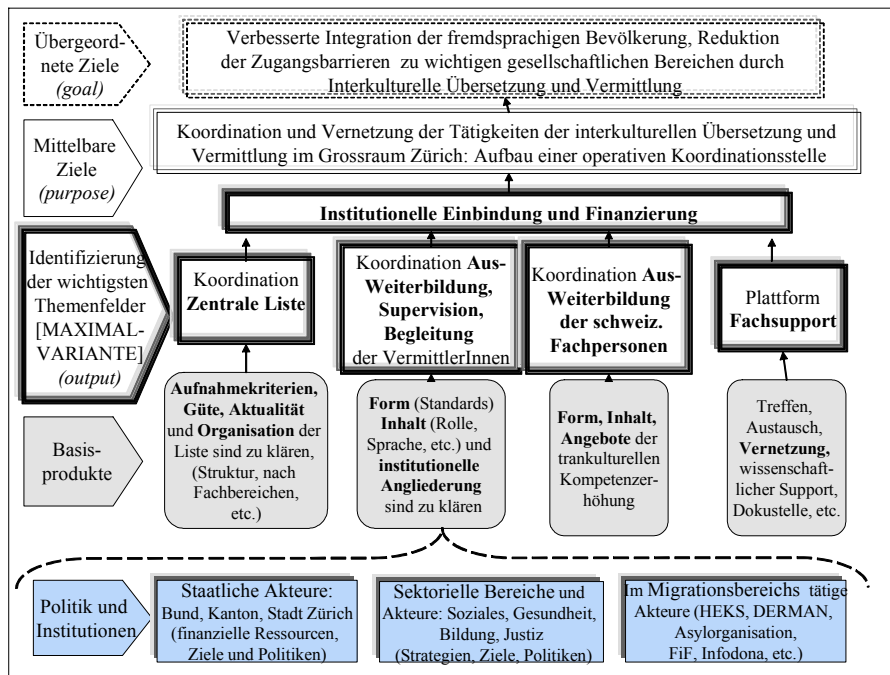 Übergeord-
nete Ziele
(goal)
Verbesserte Integration der fremdsprachigen Bevölkerung, Reduktion
der Zugangsbarrieren zu wichtigen gesellschaftlichen Bereichen durch
Interkulturelle Übersetzung und Vermittlung
Mittelbare
Ziele
(purpose)
Koordination und Vernetzung der Tätigkeiten der interkulturellen Übersetzung und
Vermittlung im Grossraum Zürich: Aufbau einer operativen Koordinationsstelle
Institutionelle Einbindung und Finanzierung
Identifizierung
der wichtigsten
Themenfelder
[MAXIMAL-
VARIANTE]
(output)
Koordination
Zentrale Liste
Koordination Aus-
Weiterbildung,
Supervision,
Begleitung
der VermittlerInnen
Koordination Aus-
Weiterbildung
der schweiz.
Fachpersonen
Plattform
Fachsupport
Basis-
produkte
Aufnahmekriterien,
Güte, Aktualität
und Organisation der
Liste sind zu klären,
(Struktur, nach
Fachbereichen,
etc.)
Form (Standards)
Inhalt (Rolle,
Sprache, etc.) und
institutionelle
Angliederung
sind zu klären
Form, Inhalt,
Angebote der
trankulturellen
Kompetenzer-
höhung
Treffen,
Austausch,
Vernetzung,
wissenschaft-
licher Support,
Dokustelle, etc.
Politik und
Institutionen
Staatliche Akteure:
Bund, Kanton, Stadt Zürich
(finanzielle Ressourcen,
Ziele und Politiken)
Sektorielle Bereiche und
Akteure: Soziales, Gesundheit,
Bildung, Justiz
(Strategien, Ziele, Politiken)
Im Migrationsbereichs tätige
Akteure (HEKS, DERMAN,
Asylorganisation,
FiF, Infodona, etc.)